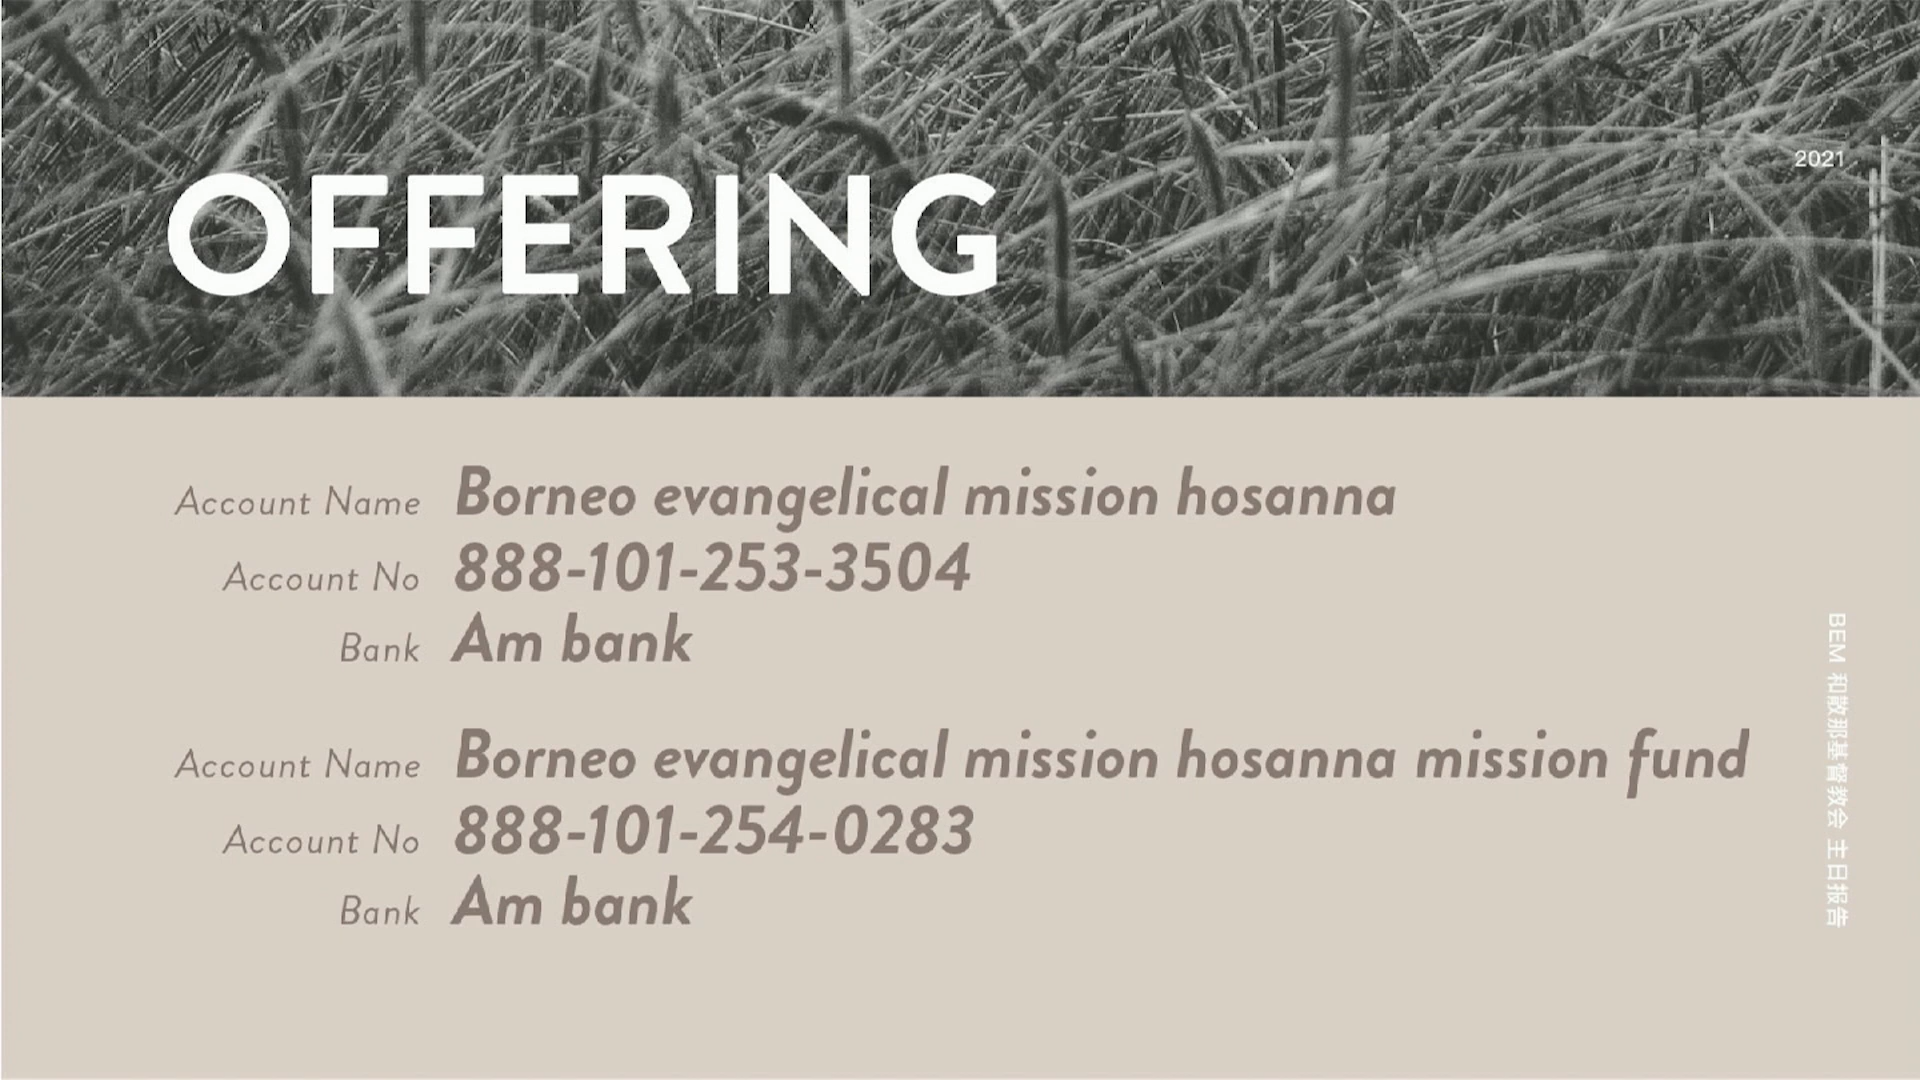 2021
OFFERING
Account Name Borneo evangelical mission hosanna
Account No 888-101-253-3504
Bank Am bank
Account Name Borneo evangelical mission hosanna mission fund
Account No 888-101-254-0283
Bank Am bank
BEM 和散那基督教会 主日报告